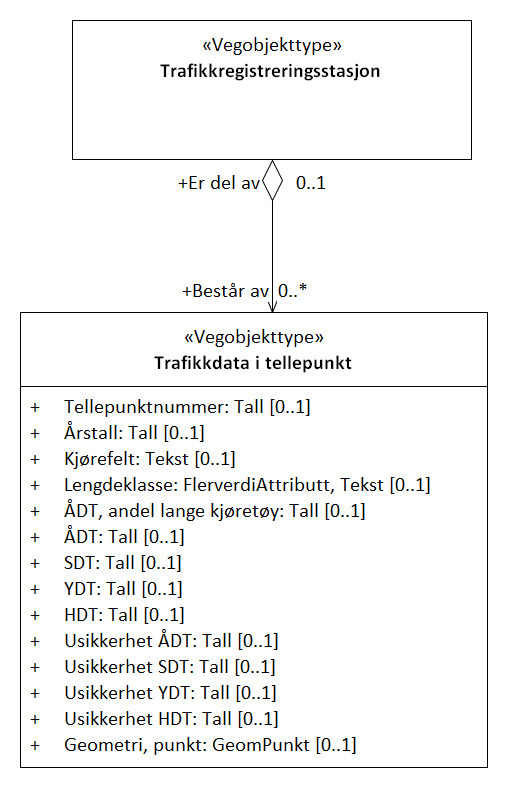 «Vegobjekttype»
Trafikkregistreringsstasjon
+Er del av 0..1
+Består av 0..*
«Vegobjekttype»
Trafikkdata i tellepunkt
+ Tellepunktnummer: Tall [0..1]
+ Årstall: Tall [0..1]
+ Kjørefelt: Tekst [0..1]
+ Lengdeklasse: FlerverdiAttributt, Tekst [0..1]
+ ÅDT, andel lange kjøretøy: Tall [0..1]
+ ÅDT: Tall [0..1]
+ SDT: Tall [0..1]
+ YDT: Tall [0..1]
+ HDT: Tall [0..1]
+ Usikkerhet ÅDT: Tall [0..1]
+ Usikkerhet SDT: Tall [0..1]
+ Usikkerhet YDT: Tall [0..1]
+ Usikkerhet HDT: Tall [0..1]
+ Geometri, punkt: GeomPunkt [0..1]